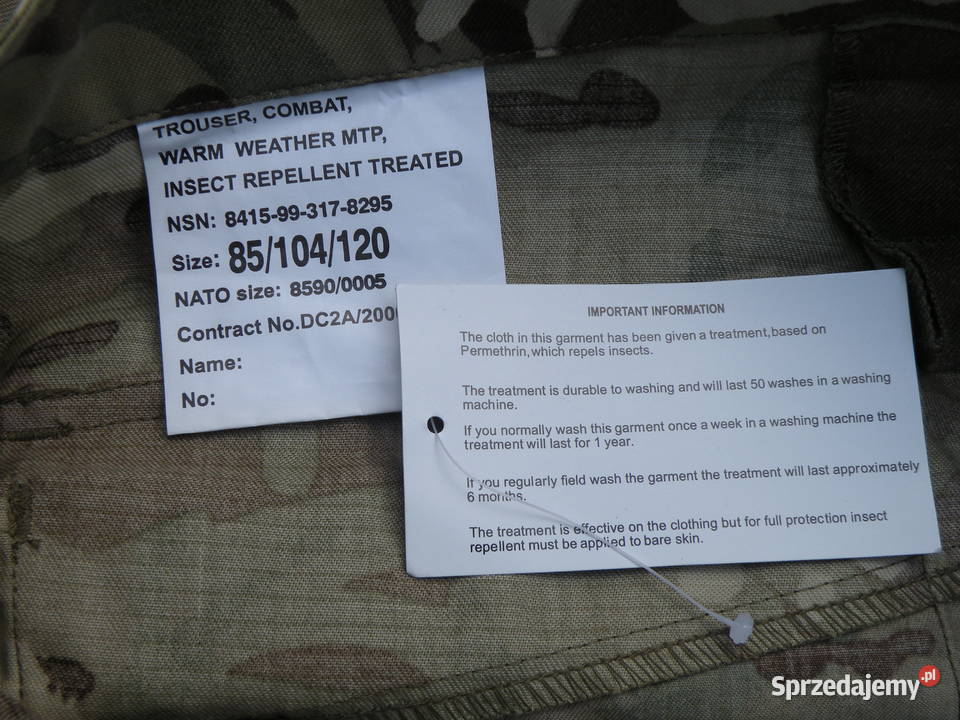 TROUSER, COMBAT,
WARM WEATHER MTP,
INSECT REPELLENT TREATED
NSN: 8415-99-317-8295
Size: 85/104/120
NATO size: 8590/0005
Contract No.DC2A/200
Name:
No:
IMPORTANT INFORMATION
The cloth in this garment has been given a treatment,based on
Permethrin,which repels insects.
The treatment is durable to washing and will last 50 washes in a washing
machine.
If you normally wash this garment once a week in a washing machine the
treatment will last for 1 year.
If you regularly field wash the garment the treatment will last approximately
6 months.
The treatment is effective on the clothing but for full protection insect
repellent must be applied to bare skin.
Sprzedajemy.pl